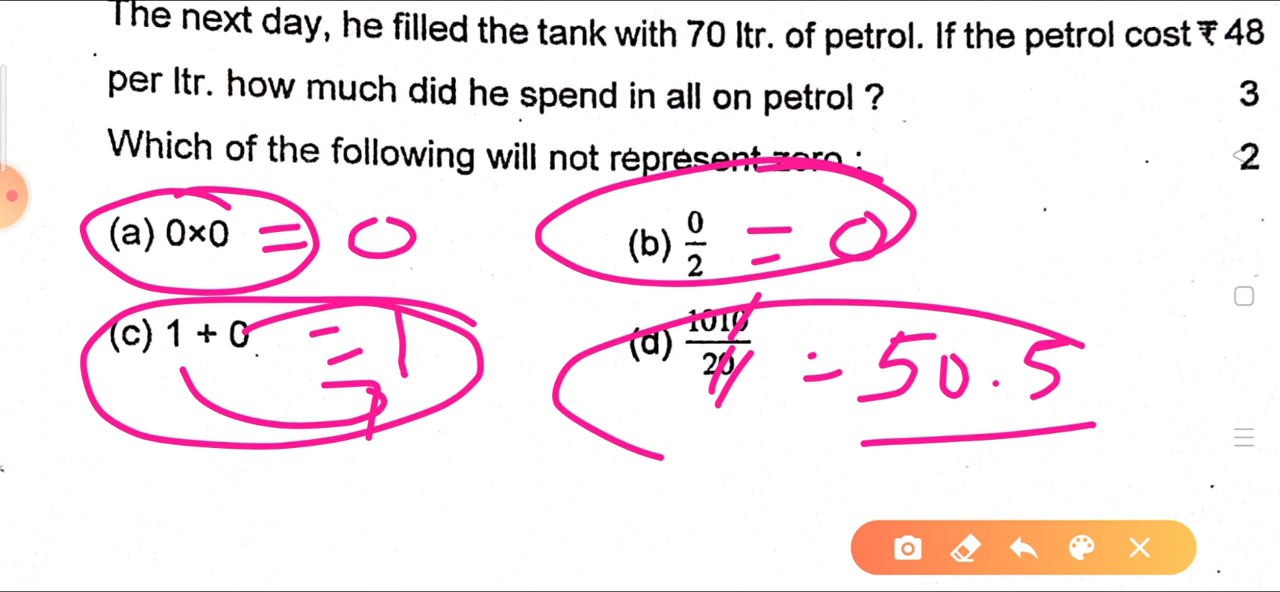 The next day, he filled the tank with 70 ltr. of petrol. If the petrol cost ₹ 48
per ltr. how much did he spend in all on petrol ? 3
Which of the following will not represent zero : 2
(a) 0×0 = 0 (b) 0/2 = 0
(c) 1 + 0 = 1 (d) 1010/20 = 50.5